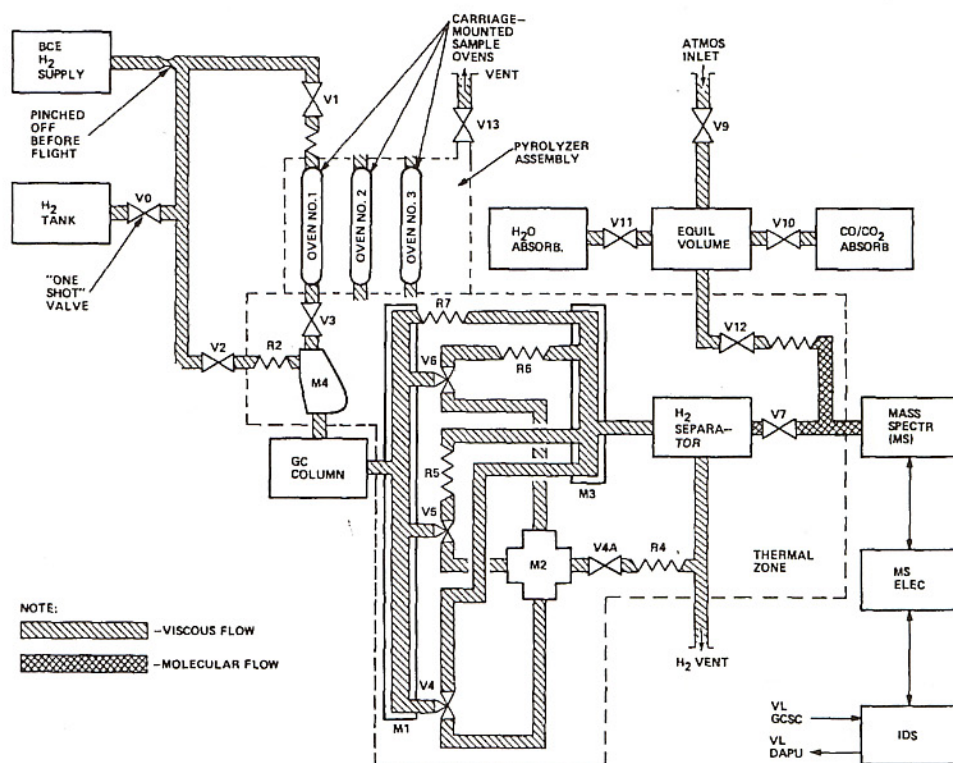 BCE
H2
SUPPLY
PINCHED
OFF
BEFORE
FLIGHT
H2
TANK
V0
"ONE
SHOT"
VALVE
V1
CARRIAGE–
MOUNTED
SAMPLE
OVENS
VENT
V13
PYROLYZER
ASSEMBLY
OVEN NO. 1
OVEN NO. 2
OVEN NO. 3
ATMOS
INLET
V9
H2O
ABSORB.
V11
EQUIL
VOLUME
V10
CO/CO2
ABSORB
V3
V2
R2
M4
GC
COLUMN
R7
V6
R6
R5
V5
M3
M2
V4
M1
V12
H2
SEPARA–
TOR
V7
MASS
SPECTR
(MS)
V4A
R4
THERMAL
ZONE
MS
ELEC
H2 VENT
VL
GCSC
VL
DAPU
IDS
NOTE:
–VISCOUS FLOW
–MOLECULAR FLOW